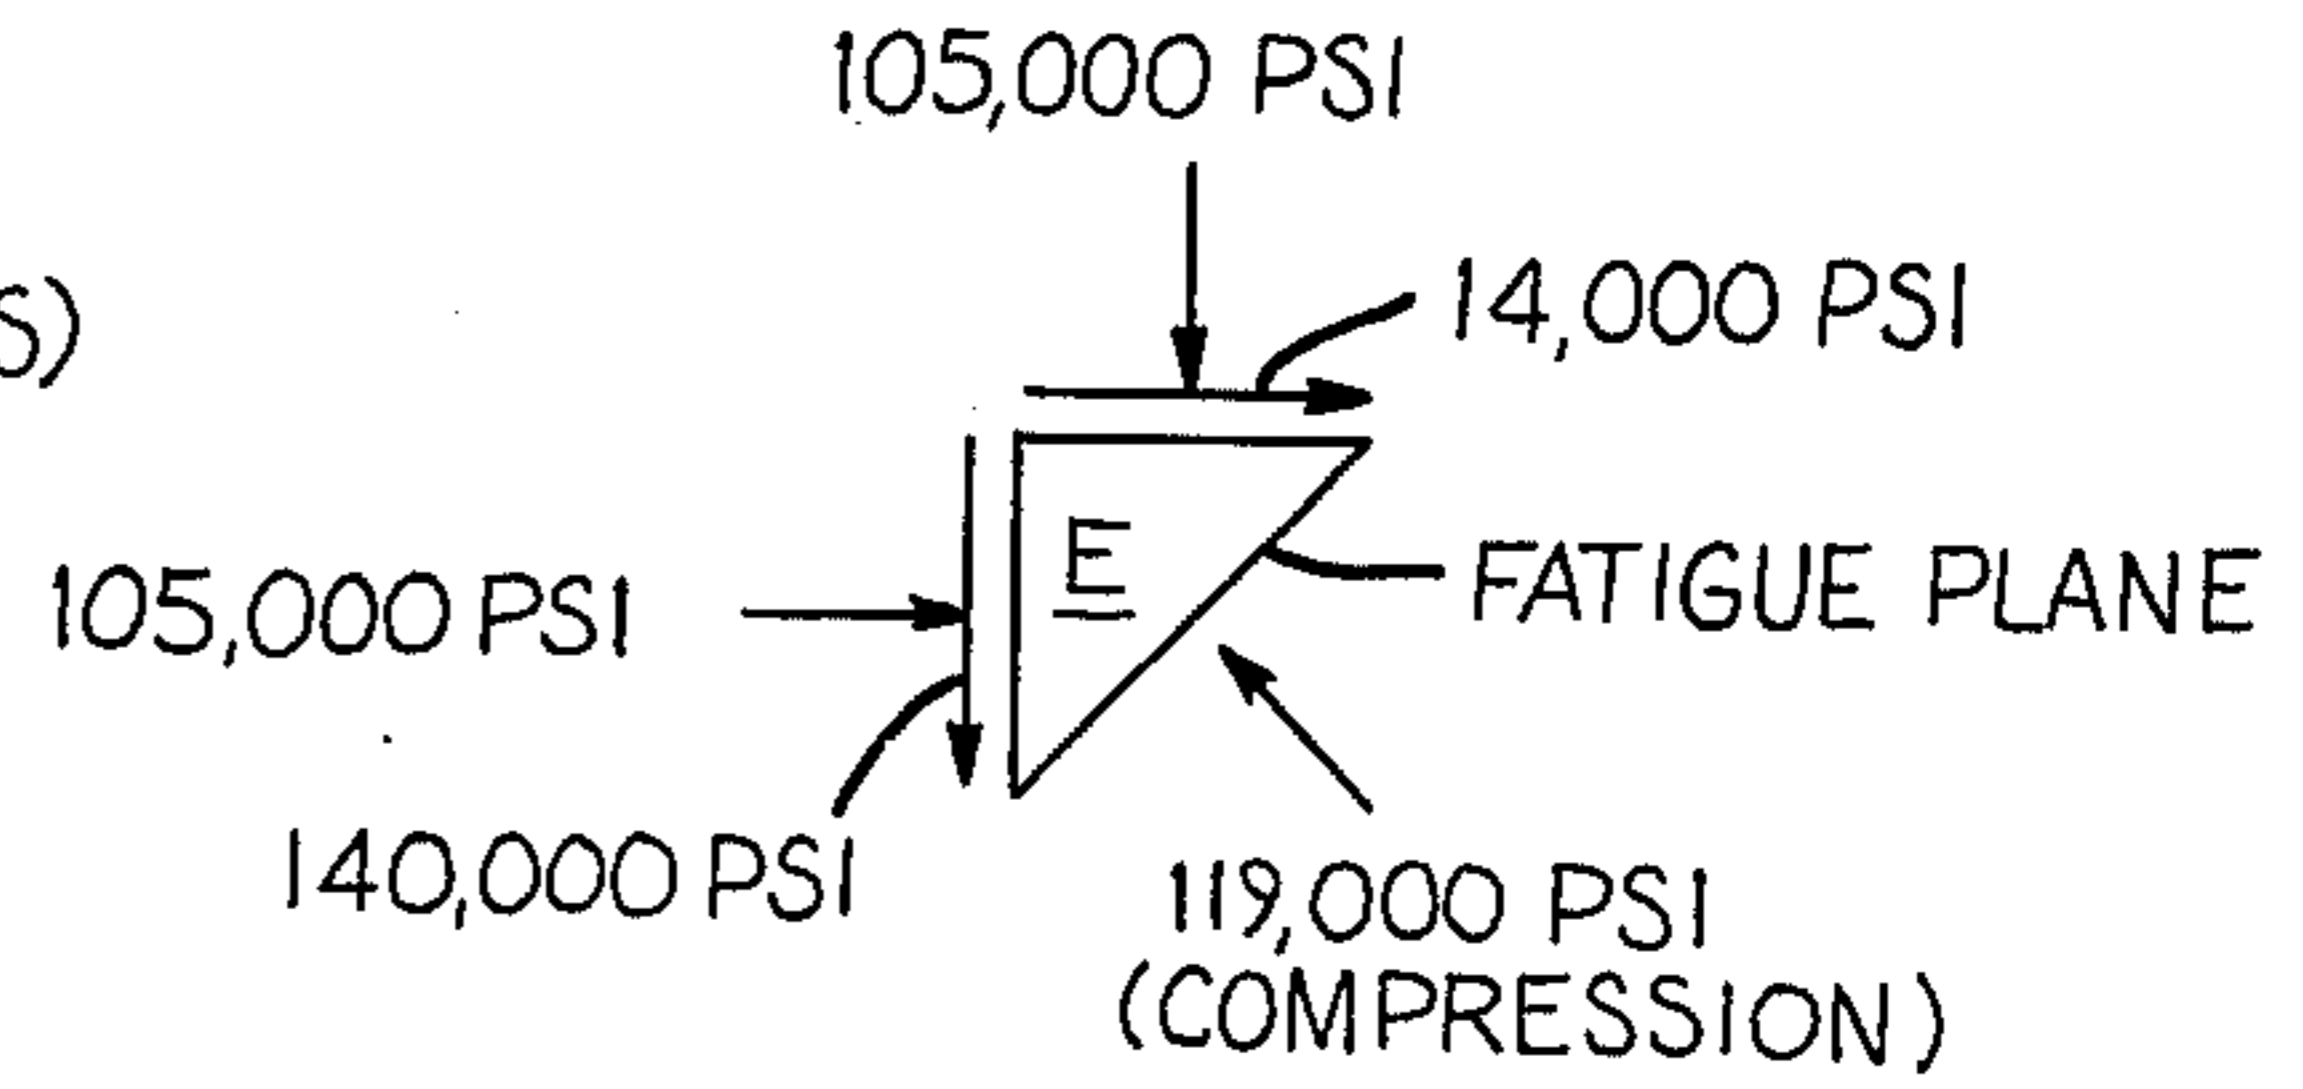 105,000 PSI
14,000 PSI
S)
E
FATIGUE PLANE
105,000 PSI
140,000 PSI
119,000 PSI
(COMPRESSION)